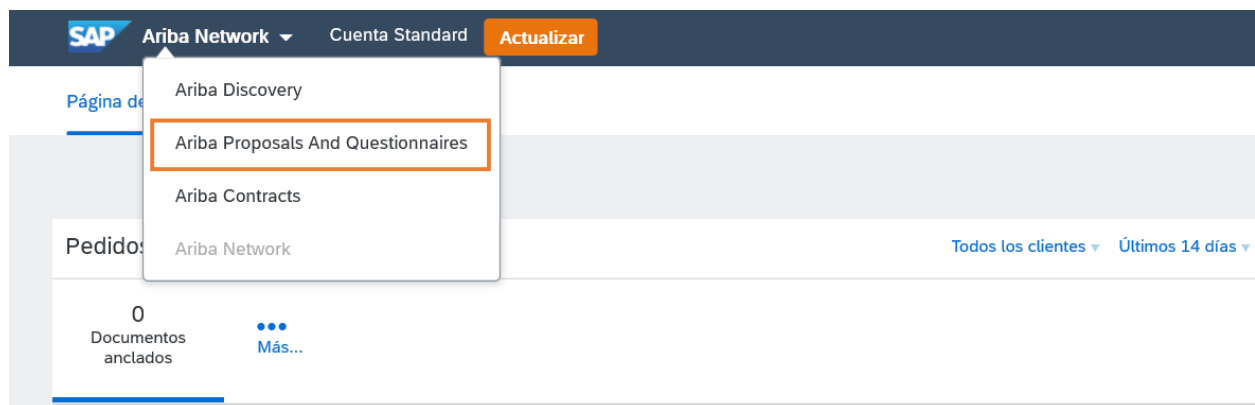 SAP Ariba Network Cuenta Standard Actualizar
Ariba Discovery
Página de
Ariba Proposals And Questionnaires
Ariba Contracts
Pedidos
Ariba Network
Todos los clientes Últimos 14 días
0
Documentos
anclados
Más...